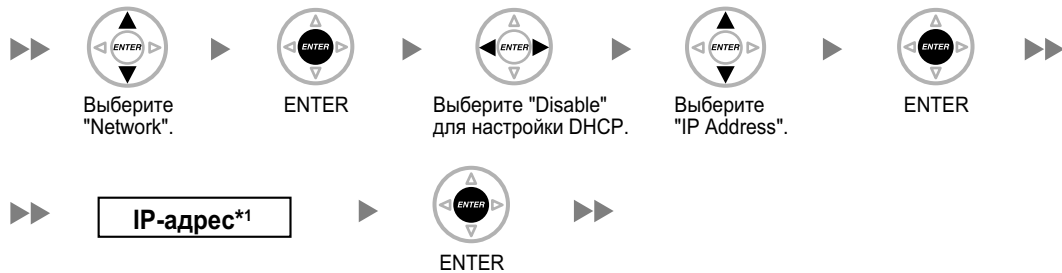 ENTER ENTER ENTER ENTER ENTER
Выберите "Network".
ENTER
Выберите "Disable" для настройки DHCP.
Выберите "IP Address".
ENTER
IP-адрес*1
ENTER
ENTER